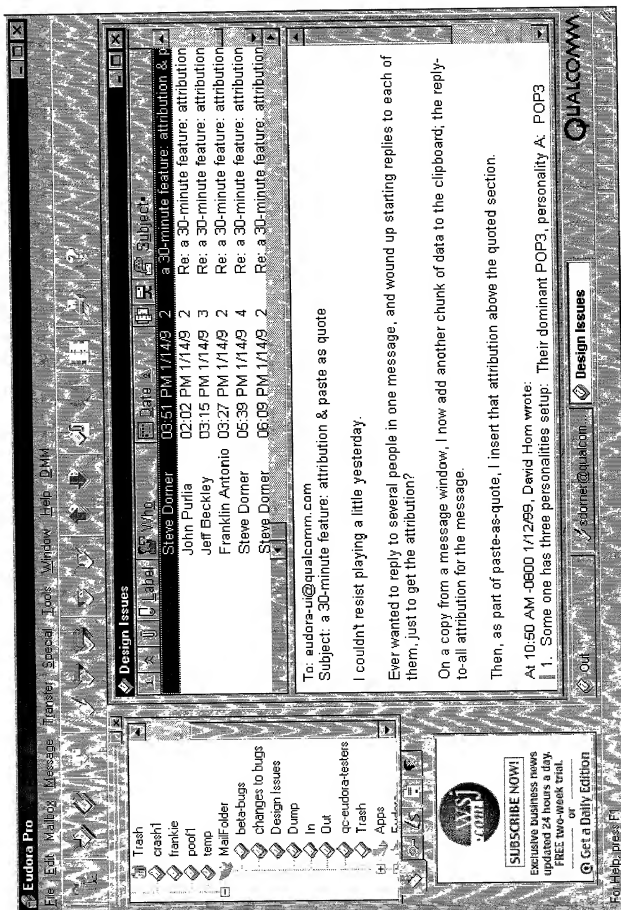 Eudora Pro
File Edit Mailbox Message Transfer Special Tools Window Help DMM
Trash
crash1
frankie
poof1
temp
MailFolder
beta-bugs
changes to bugs
Design Issues
Dump
In
Out
qc-eudora-testers
Trash
Apps
wsj
.com
SUBSCRIBE NOW!
Exclusive business news
updated 24 hours a day.
FREE two-week trial.
or
Get a Daily Edition
For Help, press F1
Design Issues
Label Who Date Subject
Steve Dorner 03:51 PM 1/14/9 2 a 30-minute feature: attribution & p
John Purlia 02:02 PM 1/14/9 2 Re: a 30-minute feature: attribution
Jeff Beckley 03:15 PM 1/14/9 3 Re: a 30-minute feature: attribution
Franklin Antonio 03:27 PM 1/14/9 2 Re: a 30-minute feature: attribution
Steve Dorner 05:39 PM 1/14/9 4 Re: a 30-minute feature: attribution
Steve Dorner 06:09 PM 1/14/9 2 Re: a 30-minute feature: attribution
To: eudora-ui@qualcomm.com
Subject: a 30-minute feature: attribution & paste as quote
I couldn't resist playing a little yesterday.
Ever wanted to reply to several people in one message, and wound up starting replies to each of
them, just to get the attribution?
On a copy from a message window, I now add another chunk of data to the clipboard; the reply-
to-all attribution for the message.
Then, as part of paste-as-quote, I insert that attribution above the quoted section.
At 10:50 AM -0800 1/12/99, David Horn wrote:
1. Some one has three personalities setup: Their dominant POP3, personality A: POP3
Out
sdorner@qualcom...
Design Issues
QUALCOMM